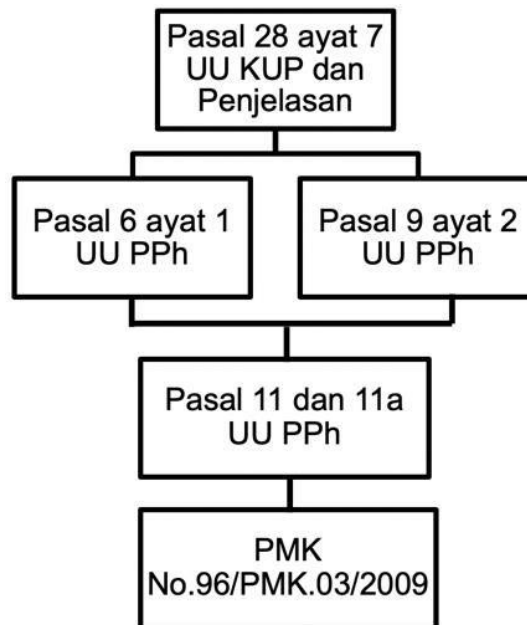 Pasal 28 ayat 7
UU KUP dan
Penjelasan
Pasal 6 ayat 1
UU PPh
Pasal 9 ayat 2
UU PPh
Pasal 11 dan 11a
UU PPh
PMK
No.96/PMK.03/2009